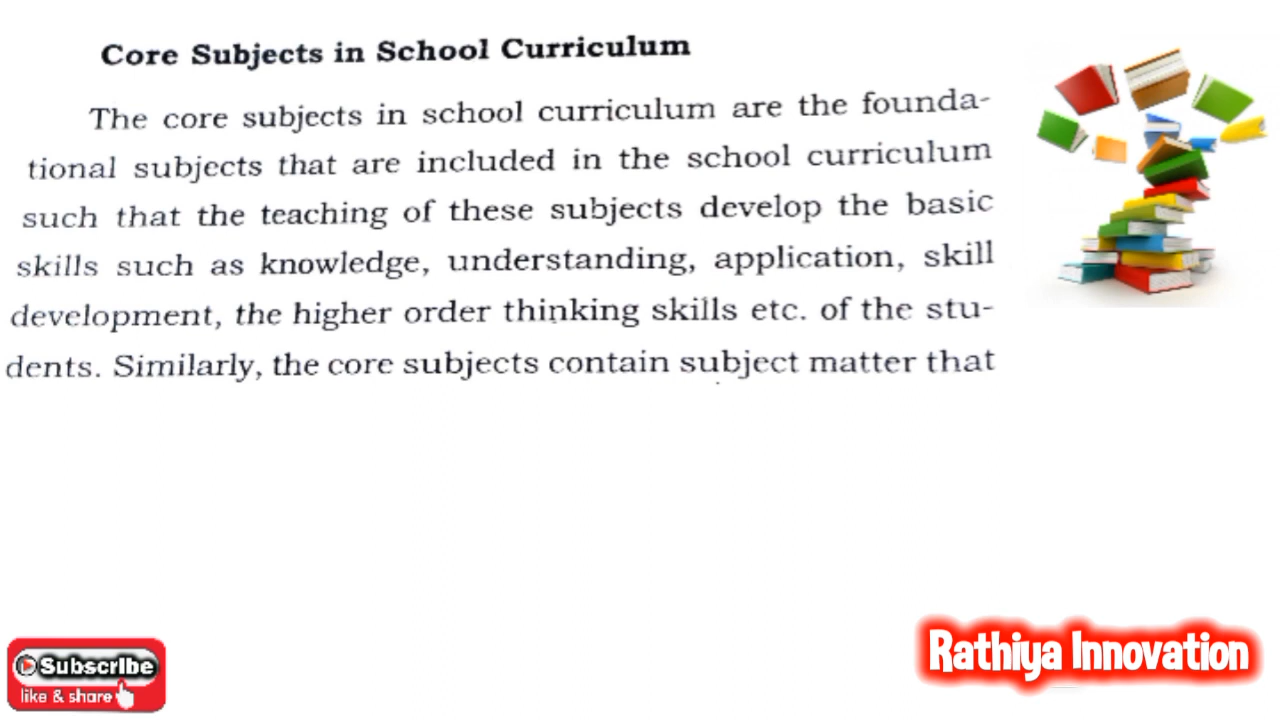 Core Subjects in School Curriculum
The core subjects in school curriculum are the founda-
tional subjects that are included in the school curriculum
such that the teaching of these subjects develop the basic
skills such as knowledge, understanding, application, skill
development, the higher order thinking skills etc. of the stu-
dents. Similarly, the core subjects contain subject matter that
Subscribe
like & share
Rathiya Innovation